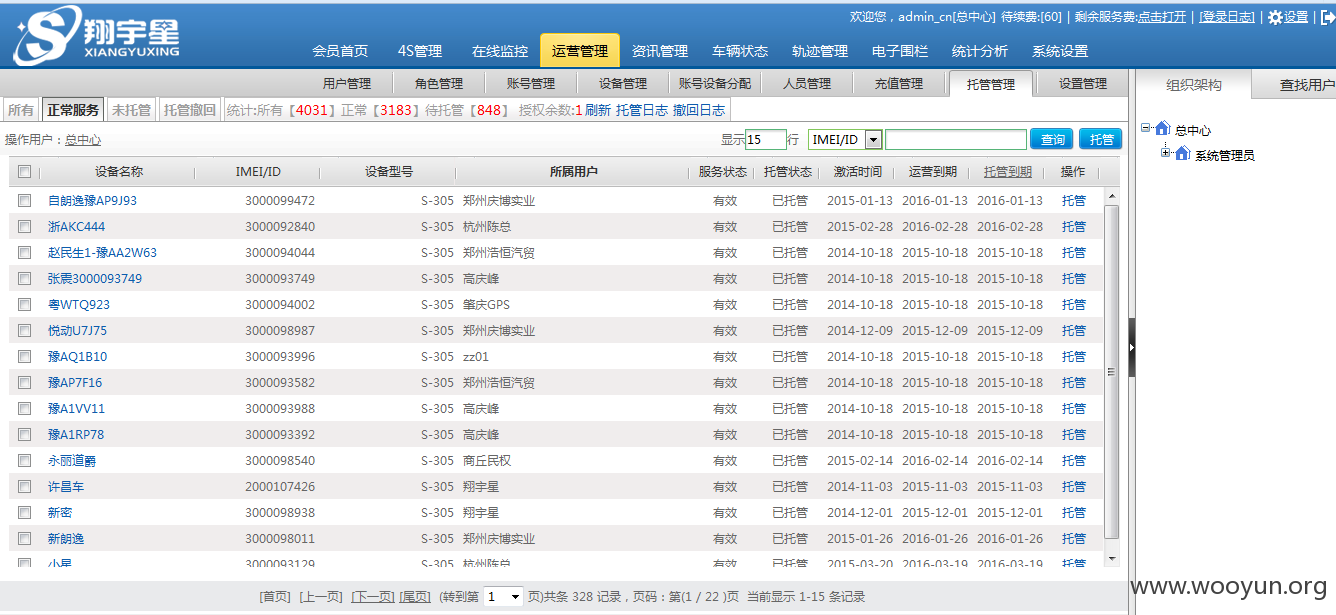 翔宇星
XIANGYUXING
欢迎您，admin_cn[总中心] 待续费:[60] | 剩余服务费:点击打开 | [登录日志] | 设置 |
会员首页 4S管理 在线监控 运营管理 资讯管理 车辆状态 轨迹管理 电子围栏 统计分析 系统设置
用户管理 角色管理 账号管理 设备管理 账号设备分配 人员管理 充值管理 托管管理 设置管理
组织架构 查找用户
所有 正常服务 未托管 托管撤回 统计:所有【4031】正常【3183】待托管【848】 授权余数:1 刷新 托管日志 撤回日志
操作用户：总中心
显示 15 行 IMEI/ID 查询 托管
总中心
系统管理员
设备名称 IMEI/ID 设备型号 所属用户 服务状态 托管状态 激活时间 运营到期 托管到期 操作
自朗逸豫AP9J93 3000099472 S-305 郑州庆博实业 有效 已托管 2015-01-13 2016-01-13 2016-01-13 托管
浙AKC444 3000092840 S-305 杭州陈总 有效 已托管 2015-02-28 2016-02-28 2016-02-28 托管
赵民生1-豫AA2W63 3000094044 S-305 郑州浩恒汽贸 有效 已托管 2014-10-18 2015-10-18 2015-10-18 托管
张震3000093749 3000093749 S-305 高庆峰 有效 已托管 2014-10-18 2015-10-18 2015-10-18 托管
粤WTQ923 3000094002 S-305 肇庆GPS 有效 已托管 2014-10-18 2015-10-18 2015-10-18 托管
悦动U7J75 3000098987 S-305 郑州庆博实业 有效 已托管 2014-12-09 2015-12-09 2015-12-09 托管
豫AQ1B10 3000093996 S-305 zz01 有效 已托管 2014-10-18 2015-10-18 2015-10-18 托管
豫AP7F16 3000093582 S-305 郑州浩恒汽贸 有效 已托管 2014-10-18 2015-10-18 2015-10-18 托管
豫A1VV11 3000093988 S-305 高庆峰 有效 已托管 2014-10-18 2015-10-18 2015-10-18 托管
豫A1RP78 3000093392 S-305 高庆峰 有效 已托管 2014-10-18 2015-10-18 2015-10-18 托管
永丽道爵 3000098540 S-305 商丘民权 有效 已托管 2015-02-14 2016-02-14 2016-02-14 托管
许昌车 2000107426 S-305 翔宇星 有效 已托管 2014-11-03 2015-11-03 2015-11-03 托管
新密 3000098938 S-305 翔宇星 有效 已托管 2014-12-01 2015-12-01 2015-12-01 托管
新朗逸 3000098011 S-305 郑州庆博实业 有效 已托管 2015-01-26 2016-01-26 2016-01-26 托管
小星 3000093129 S-305 杭州陈总 有效 已托管 2015-03-20 2016-03-19 2016-03-19 托管
[首页] [上一页] [下一页] [尾页] (转到第 1 页)共条 328 记录，页码：第(1 / 22 )页 当前显示 1-15 条记录
www.wooyun.org